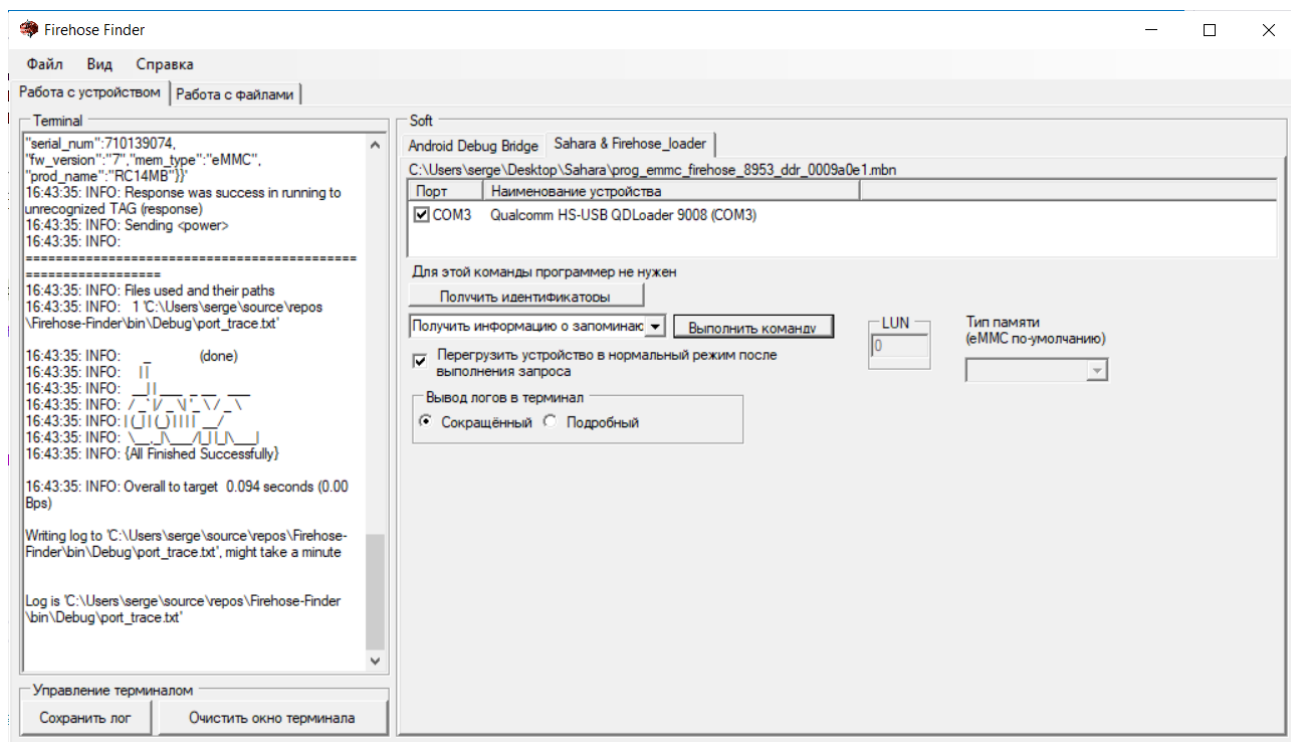 Firehose Finder
Файл Вид Справка
Работа с устройством Работа с файлами
Terminal
"serial_num":710139074,
"fw_version":"7","mem_type":"eMMC",
"prod_name":"RC14MB"}}'
16:43:35: INFO: Response was success in running to
unrecognized TAG (response)
16:43:35: INFO: Sending <power>
16:43:35: INFO:
============================================
==================
16:43:35: INFO: Files used and their paths
16:43:35: INFO:   1 'C:\Users\serge\source\repos
\Firehose-Finder\bin\Debug\port_trace.txt'
16:43:35: INFO:    _        (done)
16:43:35: INFO:   | |
16:43:35: INFO:  __| | ___  _ __   ___
16:43:35: INFO: / _` |/ _ \| '_ \ / _ \
16:43:35: INFO: | (_| | (_) | | | |  __/
16:43:35: INFO: \__,_|\___/|_| |_|\___|
16:43:35: INFO: {All Finished Successfully}
16:43:35: INFO: Overall to target  0.094 seconds (0.00
Bps)
Writing log to 'C:\Users\serge\source\repos\Firehose-
Finder\bin\Debug\port_trace.txt', might take a minute
Log is 'C:\Users\serge\source\repos\Firehose-Finder
\bin\Debug\port_trace.txt'
Управление терминалом
Сохранить лог Очистить окно терминала
Soft
Android Debug Bridge Sahara & Firehose_loader
C:\Users\serge\Desktop\Sahara\prog_emmc_firehose_8953_ddr_0009a0e1.mbn
Порт Наименование устройства
COM3 Qualcomm HS-USB QDLoader 9008 (COM3)
Для этой команды программер не нужен
Получить идентификаторы
Получить информацию о запоминаю Выполнить команду
LUN
0
Тип памяти
(eMMC по-умолчанию)
Перегрузить устройство в нормальный режим после
выполнения запроса
Вывод логов в терминал
Сокращённый Подробный